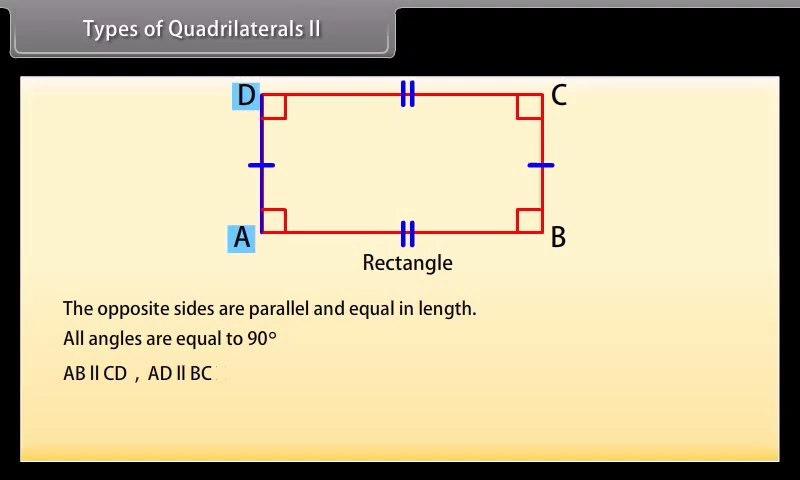 Types of Quadrilaterals II
D
C
A
B
Rectangle
The opposite sides are parallel and equal in length.
All angles are equal to 90°
AB ll CD , AD ll BC